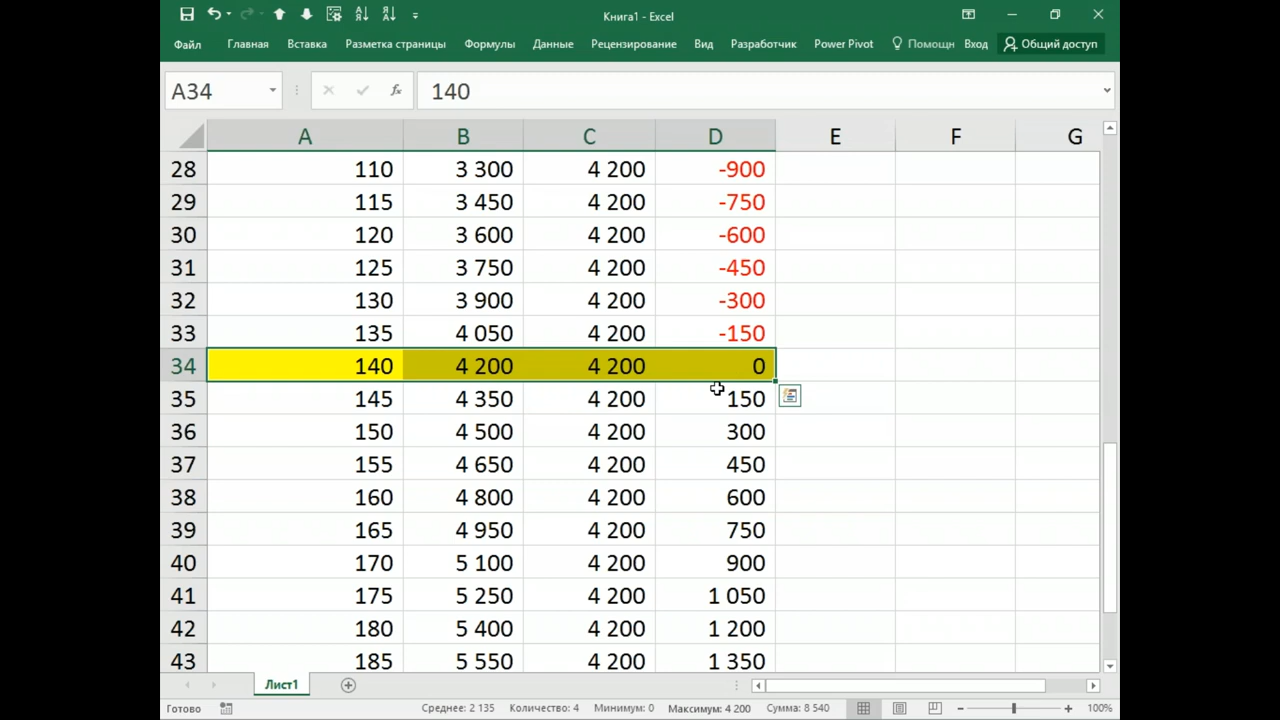 Книга1 - Excel
Файл Главная Вставка Разметка страницы Формулы Данные Рецензирование Вид Разработчик Power Pivot Помощн Вход Общий доступ
A34 fx 140
A B C D E F G
28 110 3 300 4 200 -900
29 115 3 450 4 200 -750
30 120 3 600 4 200 -600
31 125 3 750 4 200 -450
32 130 3 900 4 200 -300
33 135 4 050 4 200 -150
34 140 4 200 4 200 0
35 145 4 350 4 200 150
36 150 4 500 4 200 300
37 155 4 650 4 200 450
38 160 4 800 4 200 600
39 165 4 950 4 200 750
40 170 5 100 4 200 900
41 175 5 250 4 200 1 050
42 180 5 400 4 200 1 200
43 185 5 550 4 200 1 350
Лист1
Готово Среднее: 2 135 Количество: 4 Минимум: 0 Максимум: 4 200 Сумма: 8 540 100%